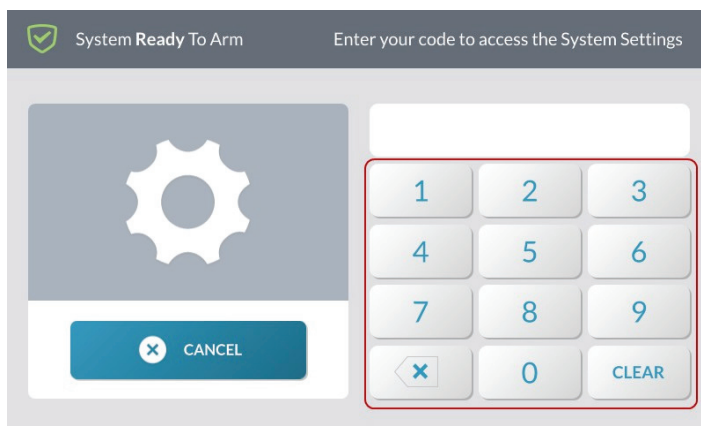 System Ready To Arm
Enter your code to access the System Settings
1 2 3
4 5 6
7 8 9
0 CLEAR
CANCEL